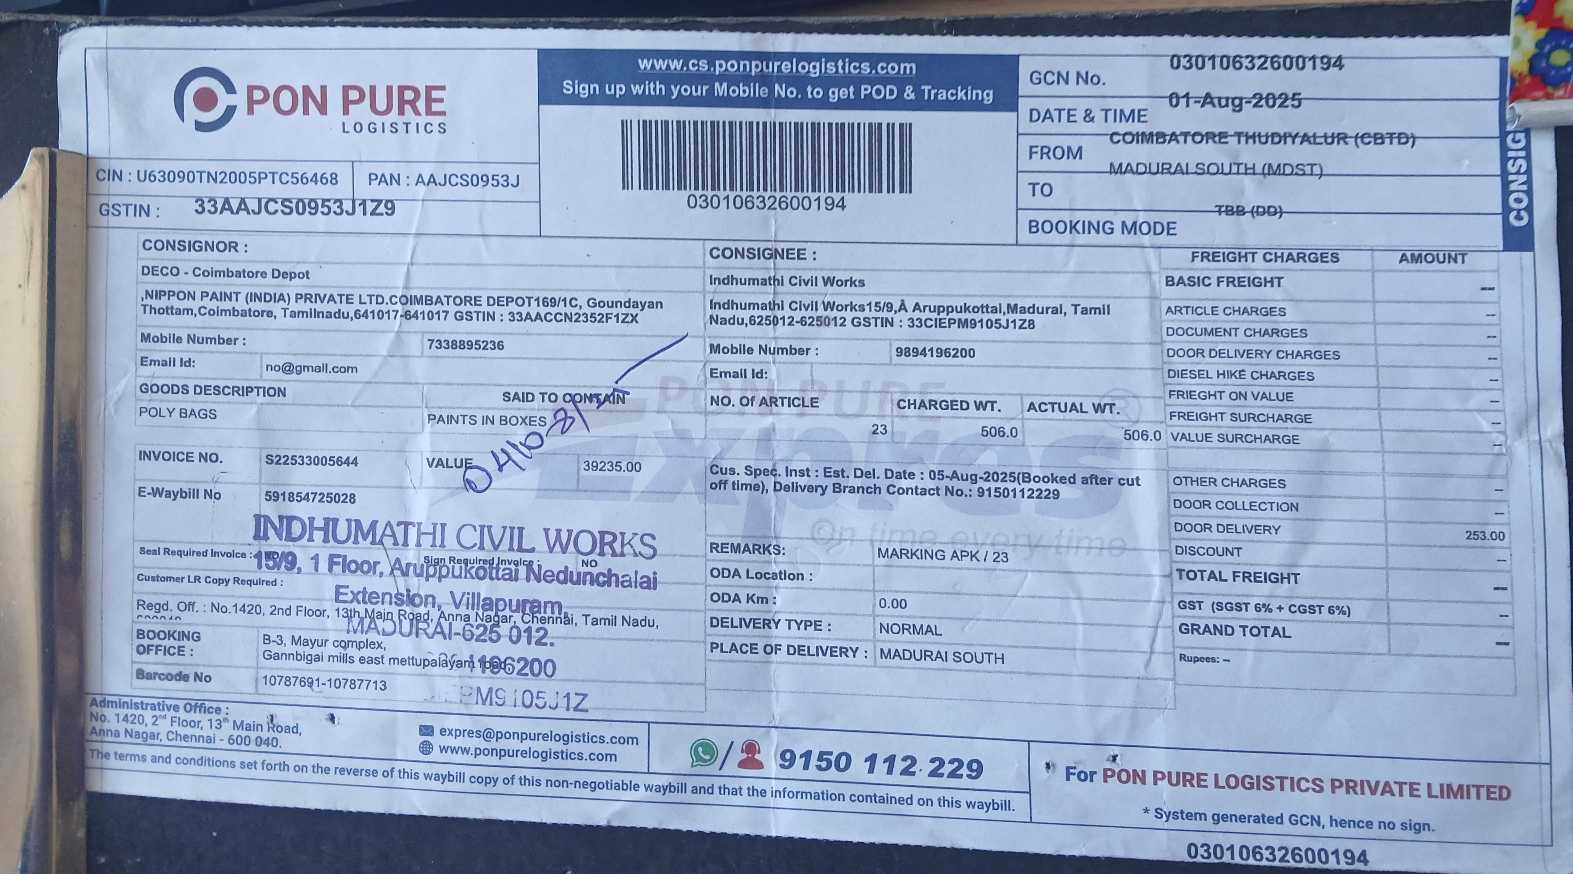 PON PURE
LOGISTICS
www.cs.ponpurelogistics.com
Sign up with your Mobile No. to get POD & Tracking
03010632600194
GCN No. 03010632600194
DATE & TIME 01-Aug-2025
FROM COIMBATORE THUDIYALUR (CBTD)
TO MADURAI SOUTH (MDST)
BOOKING MODE TBB (DD)
CONSIG
CIN : U63090TN2005PTC56468 PAN : AAJCS0953J
GSTIN : 33AAJCS0953J1Z9
CONSIGNOR :
DECO - Coimbatore Depot
,NIPPON PAINT (INDIA) PRIVATE LTD.COIMBATORE DEPOT169/1C, Goundayan
Thottam,Coimbatore, Tamilnadu,641017-641017 GSTIN : 33AACCN2352F1ZX
Mobile Number : 7338895236
Email Id: no@gmail.com
GOODS DESCRIPTION SAID TO CONTAIN
POLY BAGS PAINTS IN BOXES
INVOICE NO. S22533005644 VALUE 39235.00
E-Waybill No 591854725028
CONSIGNEE :
Indhumathi Civil Works
Indhumathi Civil Works15/9,Â Aruppukottai,Madurai, Tamil
Nadu,625012-625012 GSTIN : 33CIEPM9105J1Z8
Mobile Number : 9894196200
Email Id:
NO. Of ARTICLE CHARGED WT. ACTUAL WT.
23 506.0 506.0
Cus. Spec. Inst : Est. Del. Date : 05-Aug-2025(Booked after cut
off time), Delivery Branch Contact No.: 9150112229
PON PURE
Expres
On time every time
REMARKS: MARKING APK / 23
ODA Location :
ODA Km : 0.00
DELIVERY TYPE : NORMAL
PLACE OF DELIVERY : MADURAI SOUTH
FREIGHT CHARGES AMOUNT
BASIC FREIGHT --
ARTICLE CHARGES --
DOCUMENT CHARGES --
DOOR DELIVERY CHARGES --
DIESEL HIKE CHARGES --
FRIEGHT ON VALUE --
FREIGHT SURCHARGE --
VALUE SURCHARGE --
OTHER CHARGES --
DOOR COLLECTION --
DOOR DELIVERY 253.00
DISCOUNT --
TOTAL FREIGHT --
GST (SGST 6% + CGST 6%) --
GRAND TOTAL --
Rupees: --
INDHUMATHI CIVIL WORKS
15/9, 1 Floor, Aruppukottai Nedunchalai
Extension, Villapuram,
MADURAI-625 012.
196200
PM9105J1Z
Seal Required Invoice : Sign Required Invoice : NO
Customer LR Copy Required :
Regd. Off. : No.1420, 2nd Floor, 13th Main Road, Anna Nagar, Chennai, Tamil Nadu,
BOOKING OFFICE : B-3, Mayur complex,
Gannbigai mills east mettupalayam road
Barcode No 10787691-10787713
Administrative Office :
No. 1420, 2nd Floor, 13th Main Road,
Anna Nagar, Chennai - 600 040.
expres@ponpurelogistics.com
www.ponpurelogistics.com
9150 112 229
The terms and conditions set forth on the reverse of this waybill copy of this non-negotiable waybill and that the information contained on this waybill.
For PON PURE LOGISTICS PRIVATE LIMITED
* System generated GCN, hence no sign.
03010632600194